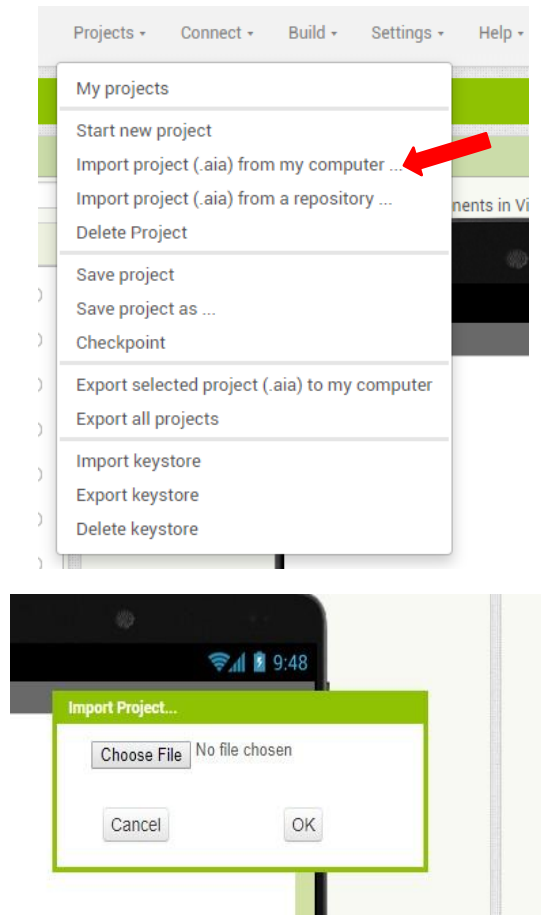 Projects Connect Build Settings Help
My projects
Start new project
Import project (.aia) from my computer ...
Import project (.aia) from a repository ...
nents in Vi
Delete Project
Save project
Save project as ...
Checkpoint
Export selected project (.aia) to my computer
Export all projects
Import keystore
Export keystore
Delete keystore
9:48
Import Project...
Choose File No file chosen
Cancel OK